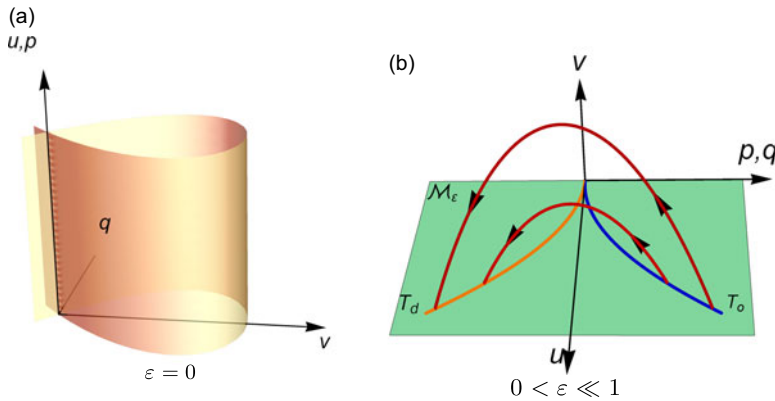 (a)
u,p
q
v
ε = 0
(b)
v
p,q
𝓜ε
Td
To
u
0 < ε ≪ 1